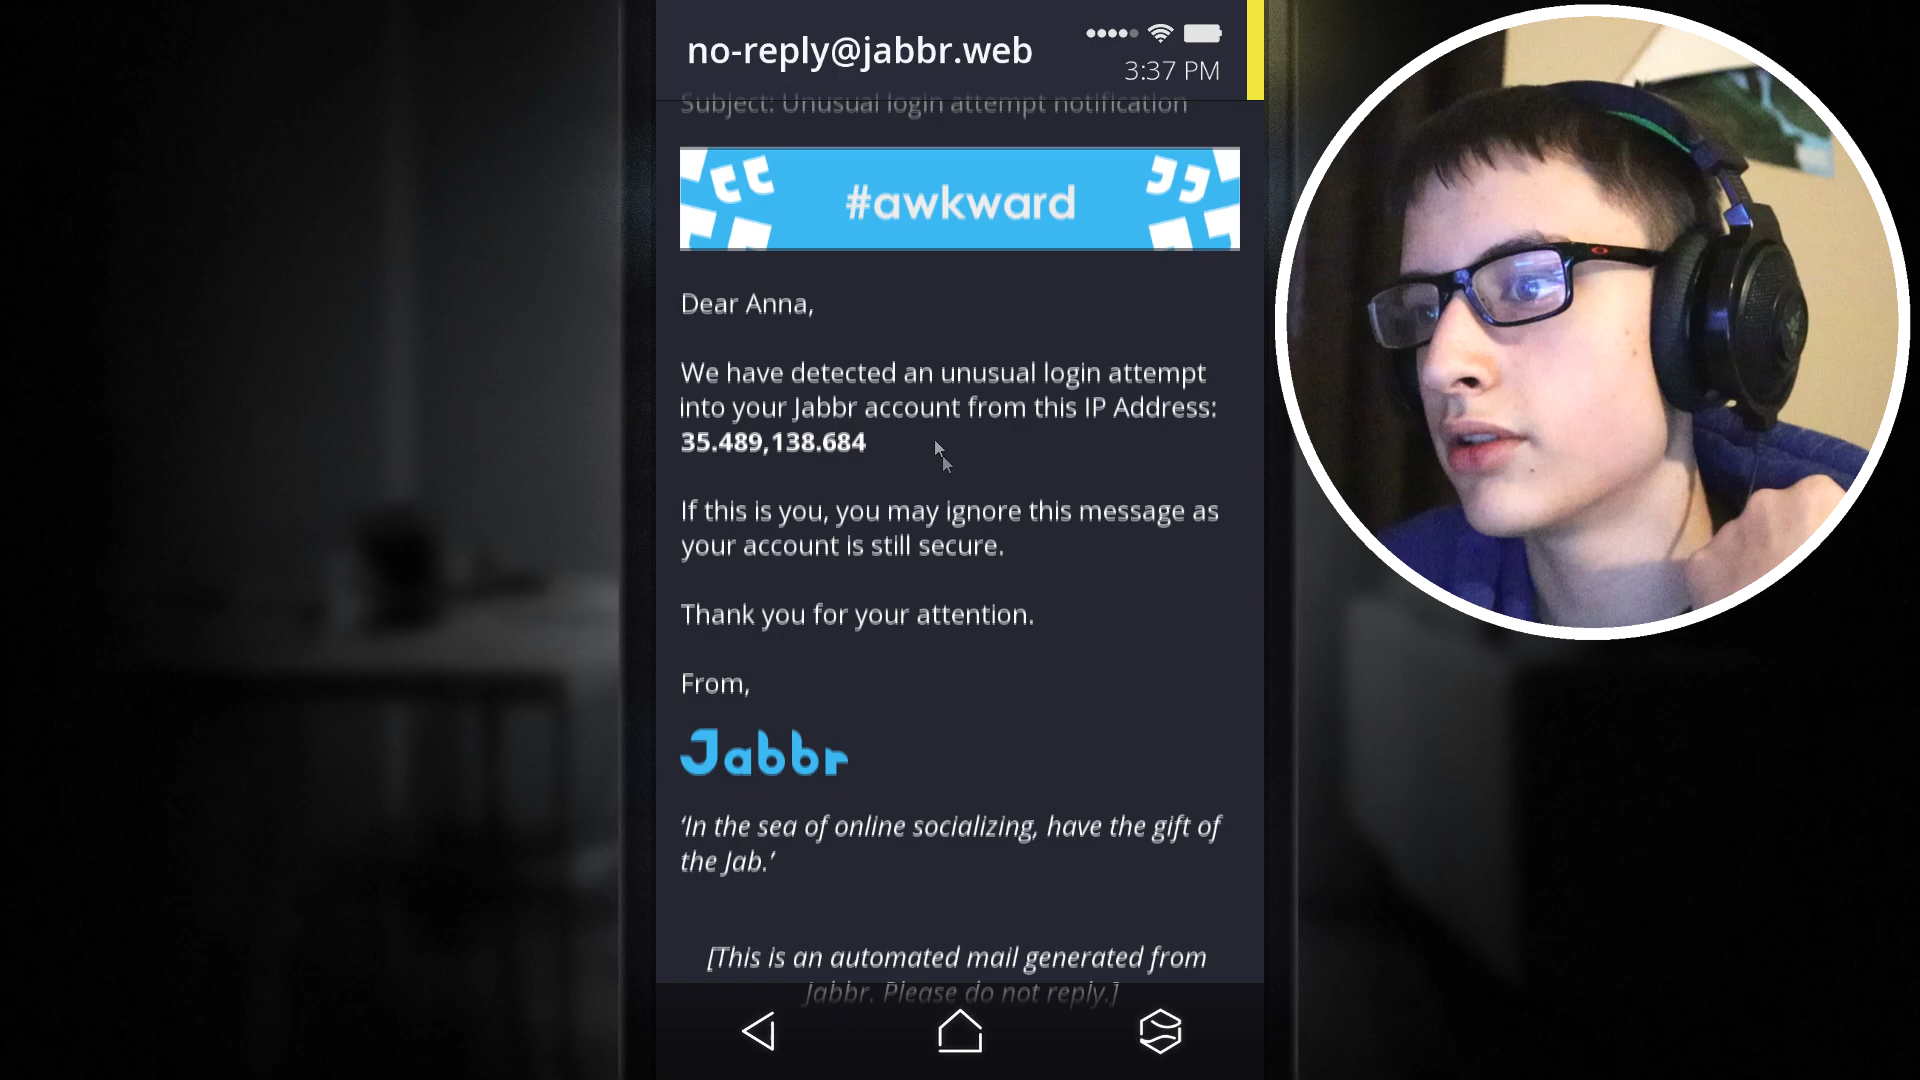 no-reply@jabbr.web
3:37 PM
Subject: Unusual login attempt notification
#awkward
Dear Anna,
We have detected an unusual login attempt
into your Jabbr account from this IP Address:
35.489,138.684
If this is you, you may ignore this message as
your account is still secure.
Thank you for your attention.
From,
Jabbr
‘In the sea of online socializing, have the gift of
the Jab.’
[This is an automated mail generated from
Jabbr. Please do not reply.]